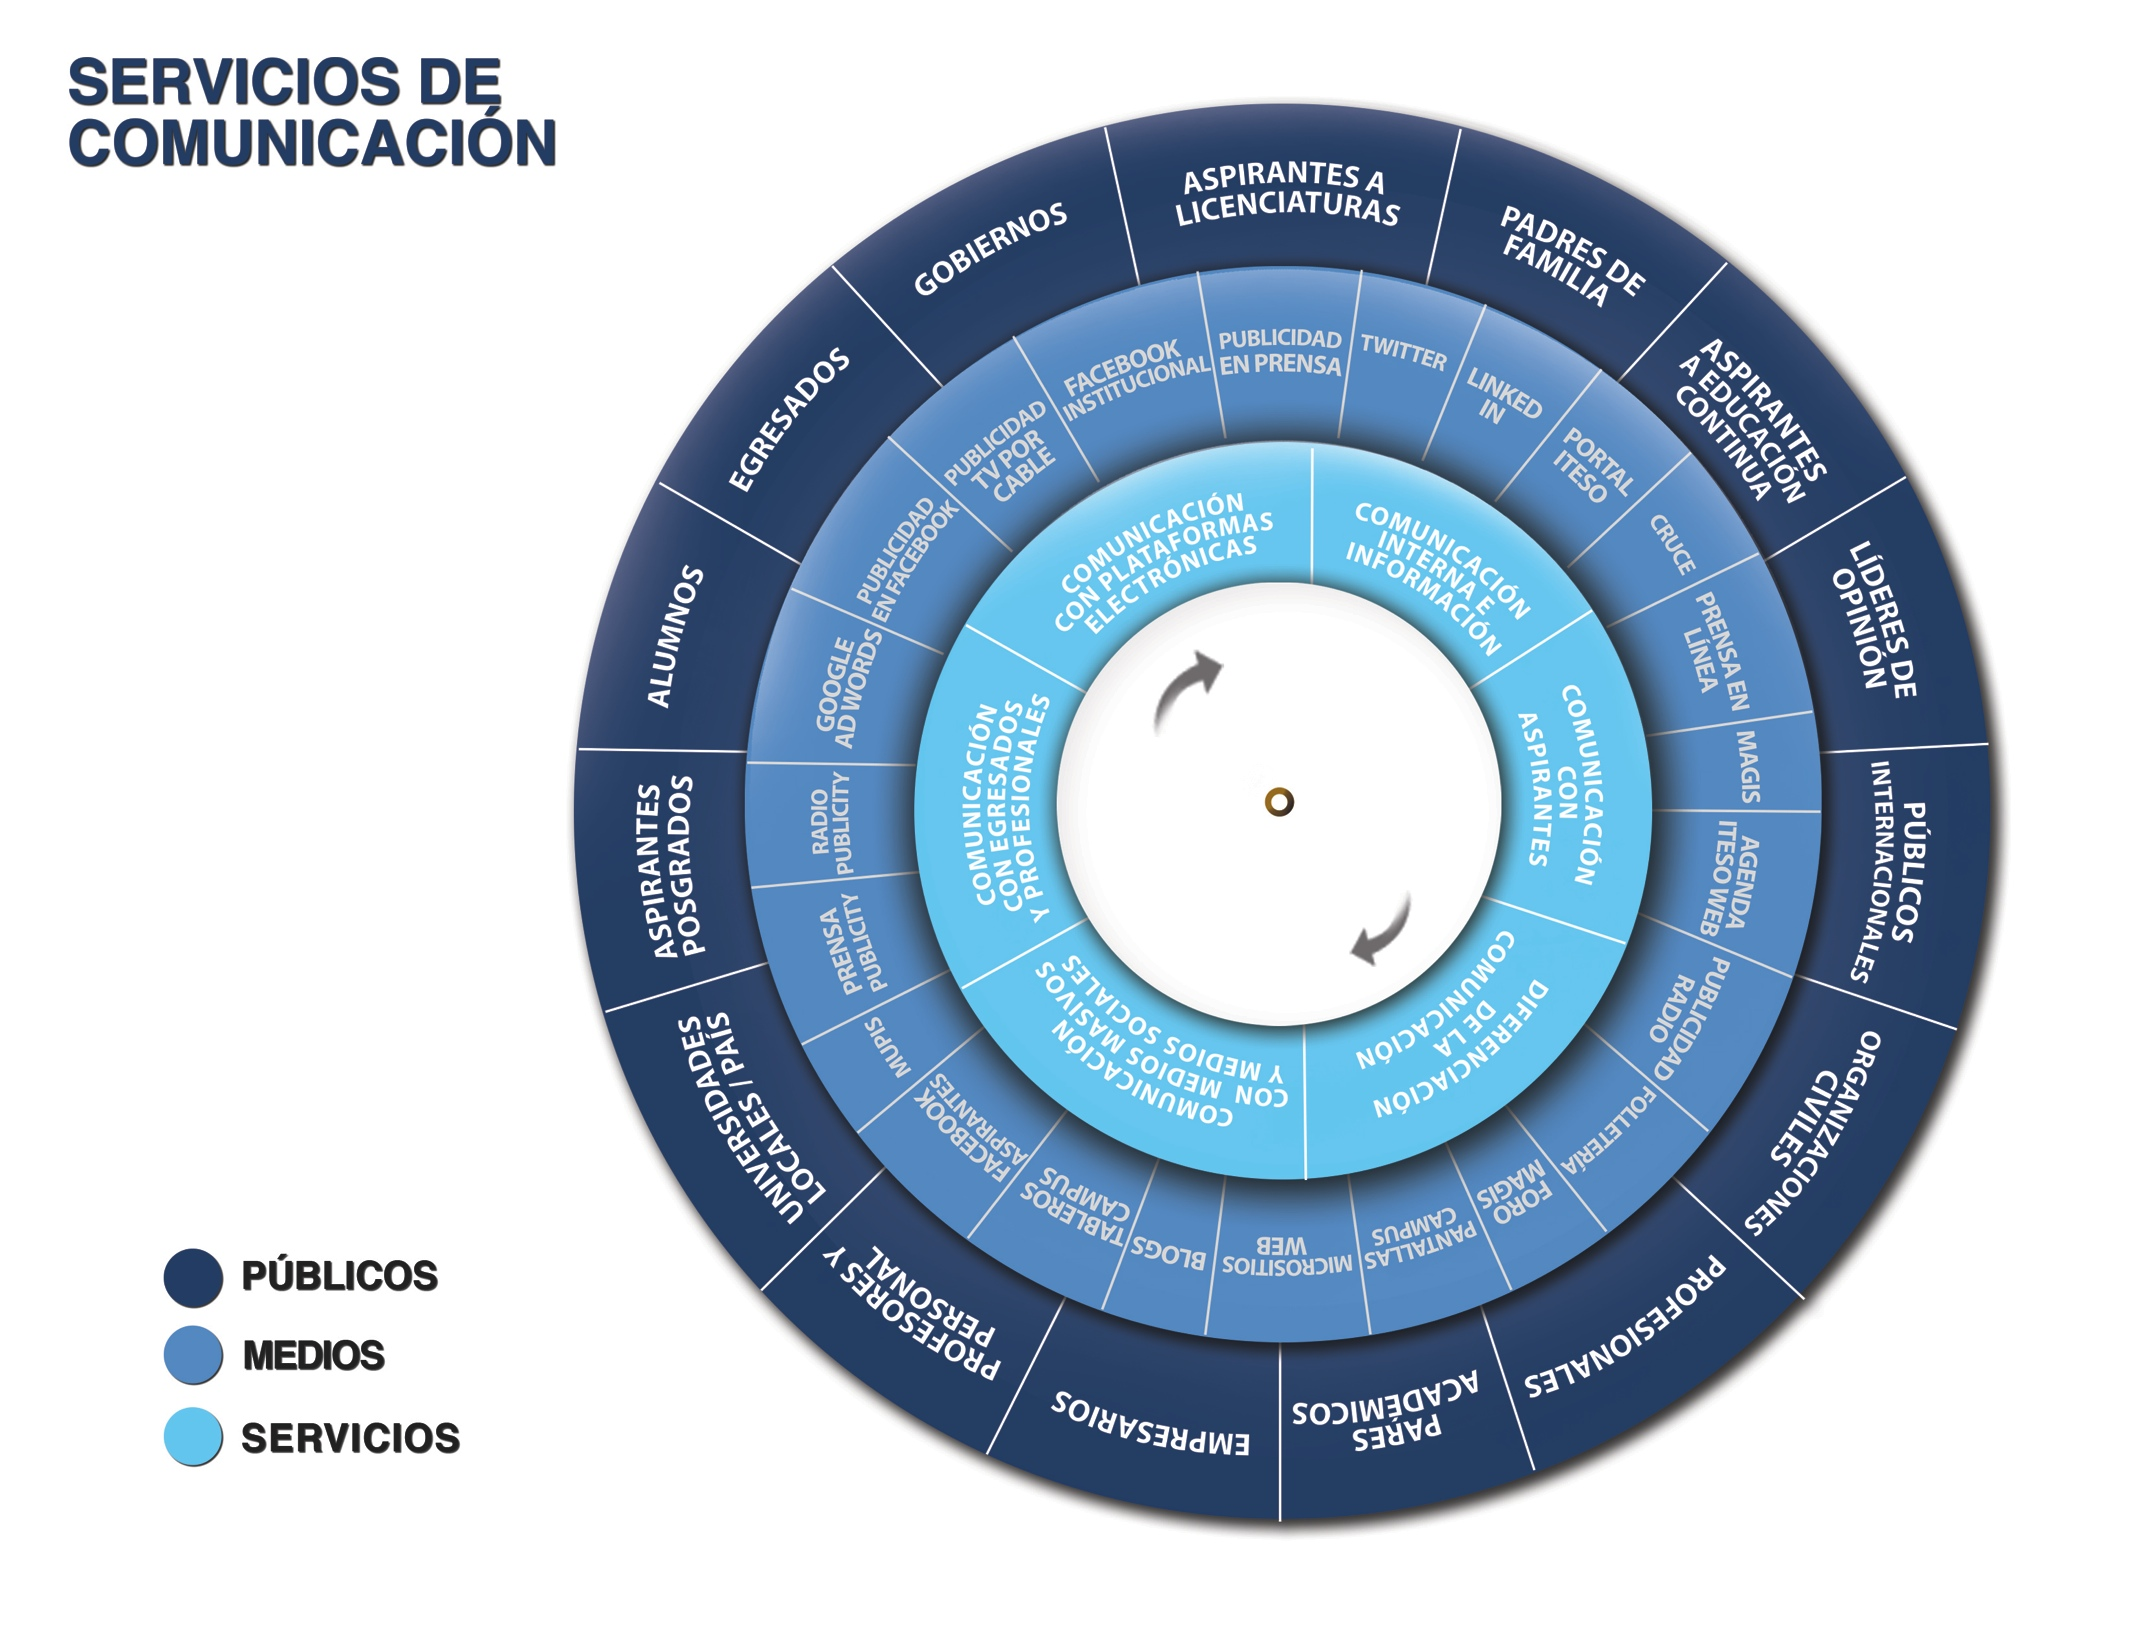 SERVICIOS DE
COMUNICACIÓN
ASPIRANTES A
LICENCIATURAS
PADRES DE
FAMILIA
ASPIRANTES
A EDUCACIÓN
CONTINUA
LÍDERES DE
OPINIÓN
PÚBLICOS
INTERNACIONALES
ORGANIZACIONES
CIVILES
PROFESIONALES
PARES
ACADÉMICOS
EMPRESARIOS
PROFESORES Y
PERSONAL
UNIVERSIDADES
LOCALES / PAÍS
ASPIRANTES
POSGRADOS
ALUMNOS
EGRESADOS
GOBIERNOS
PUBLICIDAD
EN PRENSA
TWITTER
LINKED
IN
PORTAL
ITESO
CRUCE
PRENSA EN
LÍNEA
MAGIS
AGENDA
ITESO WEB
PUBLICIDAD
RADIO
FOLLETERÍA
FORO
MAGIS
PANTALLAS
CAMPUS
MICROSITIOS
WEB
BLOGS
TABLEROS
CAMPUS
FACEBOOK
ASPIRANTES
MUPIS
PRENSA
PUBLICITY
RADIO
PUBLICITY
GOOGLE
ADWORDS
PUBLICIDAD
EN FACEBOOK
PUBLICIDAD
TV POR
CABLE
FACEBOOK
INSTITUCIONAL
COMUNICACIÓN
INTERNA E
INFORMACIÓN
COMUNICACIÓN
CON
ASPIRANTES
DIFERENCIACIÓN
DE LA
COMUNICACIÓN
COMUNICACIÓN
CON MEDIOS MASIVOS
Y MEDIOS SOCIALES
COMUNICACIÓN
CON EGRESADOS
Y PROFESIONALES
COMUNICACIÓN
CON PLATAFORMAS
ELECTRÓNICAS
PÚBLICOS
MEDIOS
SERVICIOS